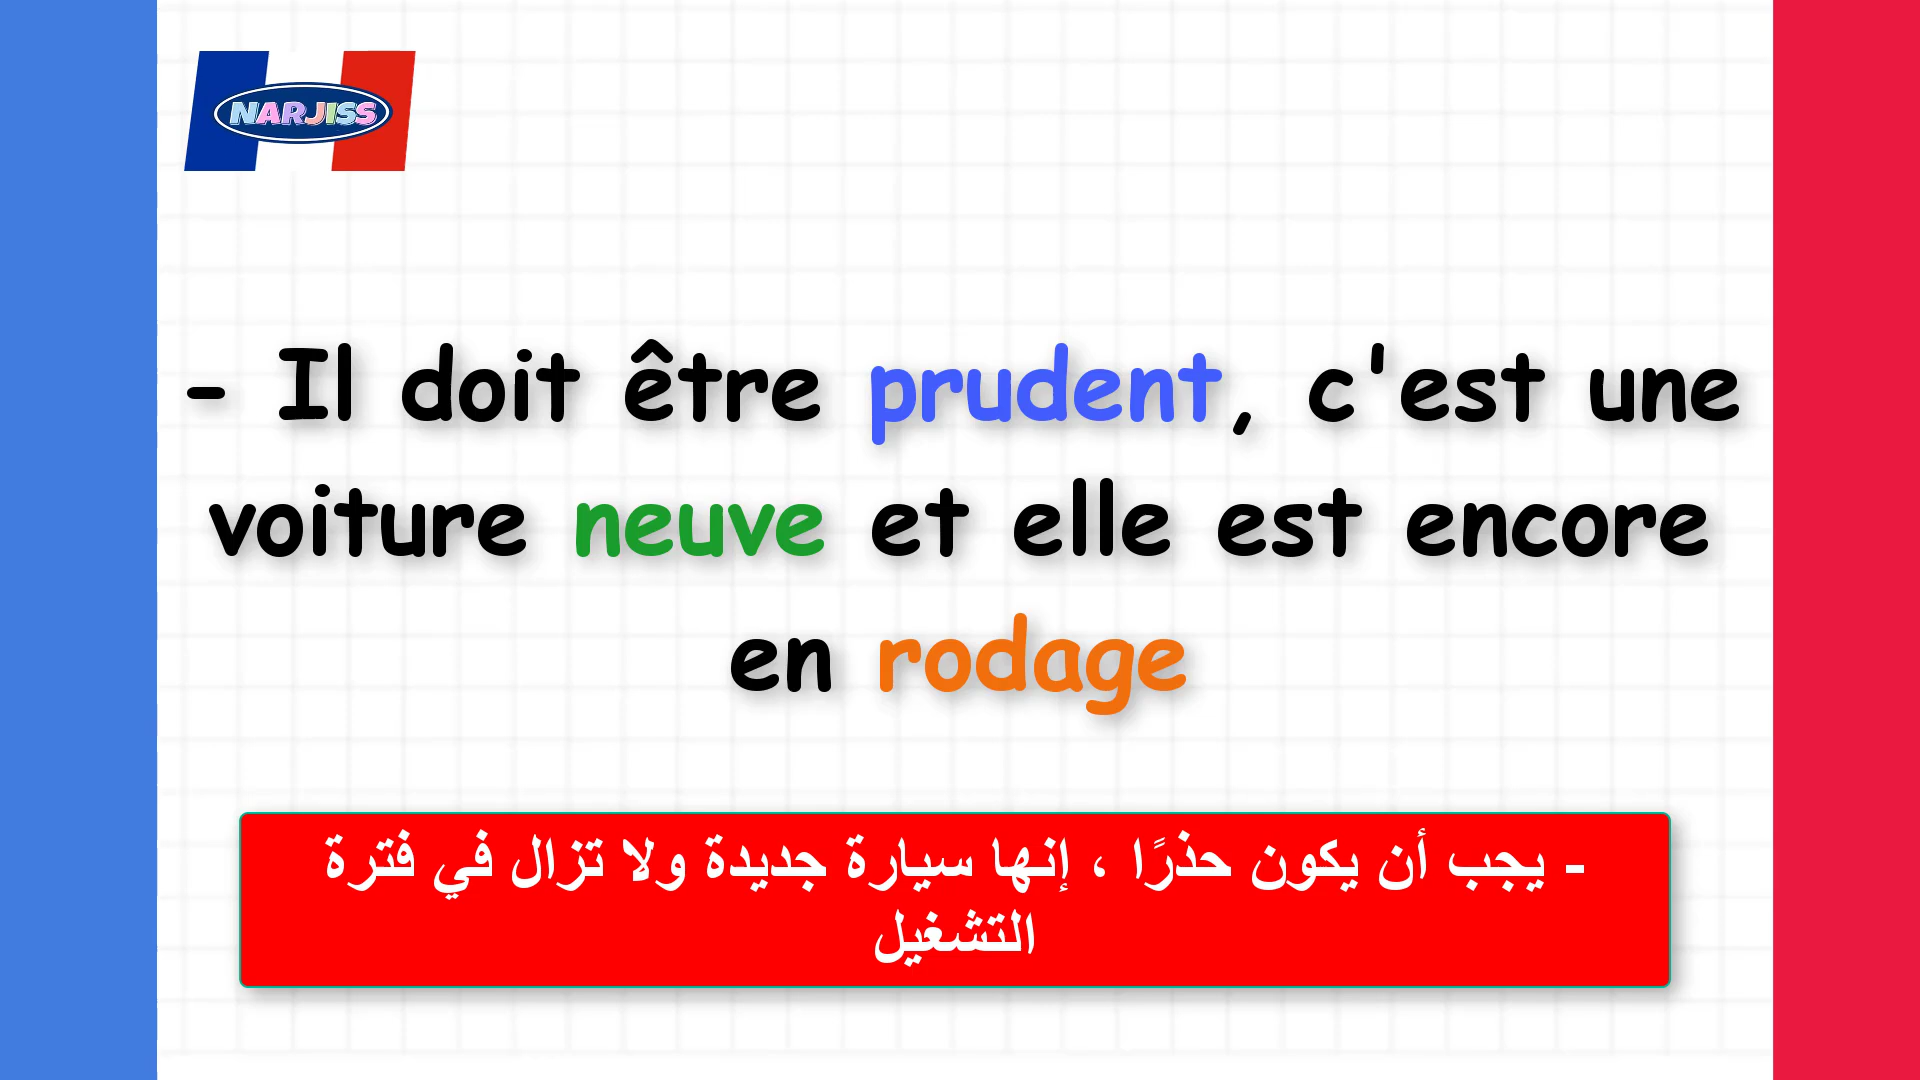 NARJISS
- Il doit être prudent, c'est une
voiture neuve et elle est encore
en rodage
- يجب أن يكون حذرًا ، إنها سيارة جديدة ولا تزال في فترة
التشغيل